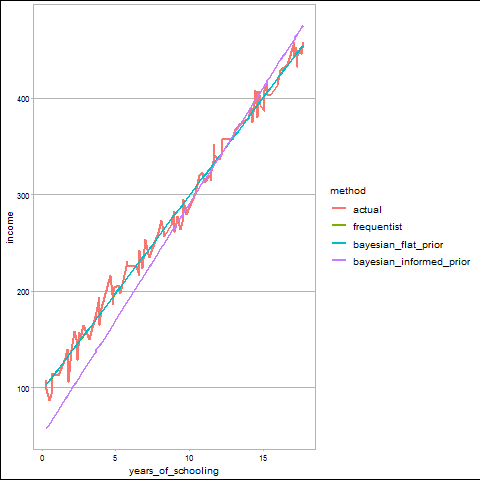 income
400
300
200
100
0
5
10
15
years_of_schooling
method
actual
frequentist
bayesian_flat_prior
bayesian_informed_prior